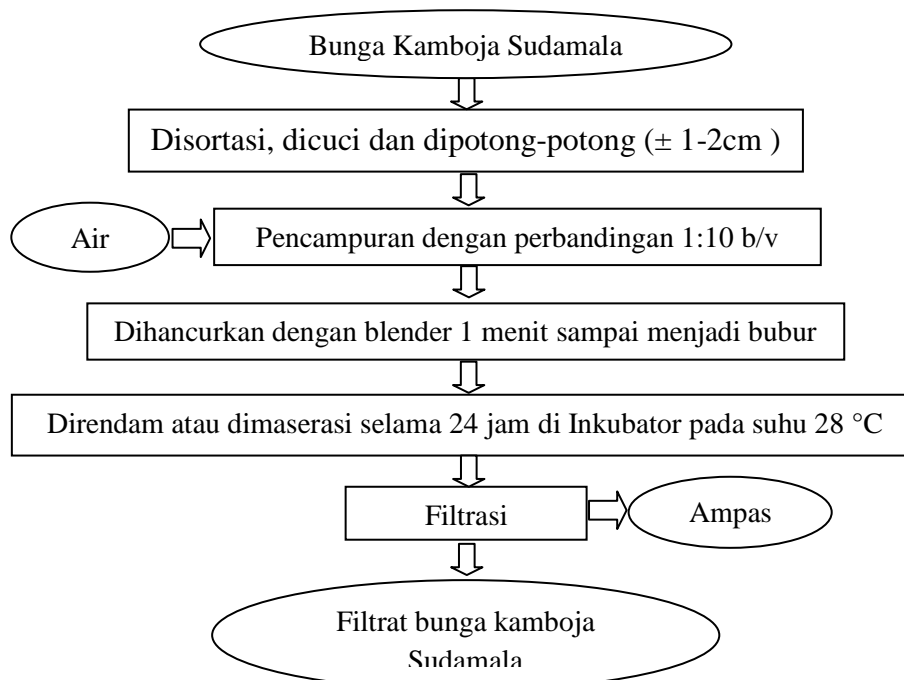 Bunga Kamboja Sudamala
Disortasi, dicuci dan dipotong-potong (± 1-2cm )
Air
Pencampuran dengan perbandingan 1:10 b/v
Dihancurkan dengan blender 1 menit sampai menjadi bubur
Direndam atau dimaserasi selama 24 jam di Inkubator pada suhu 28 °C
Filtrasi
Ampas
Filtrat bunga kamboja
Sudamala